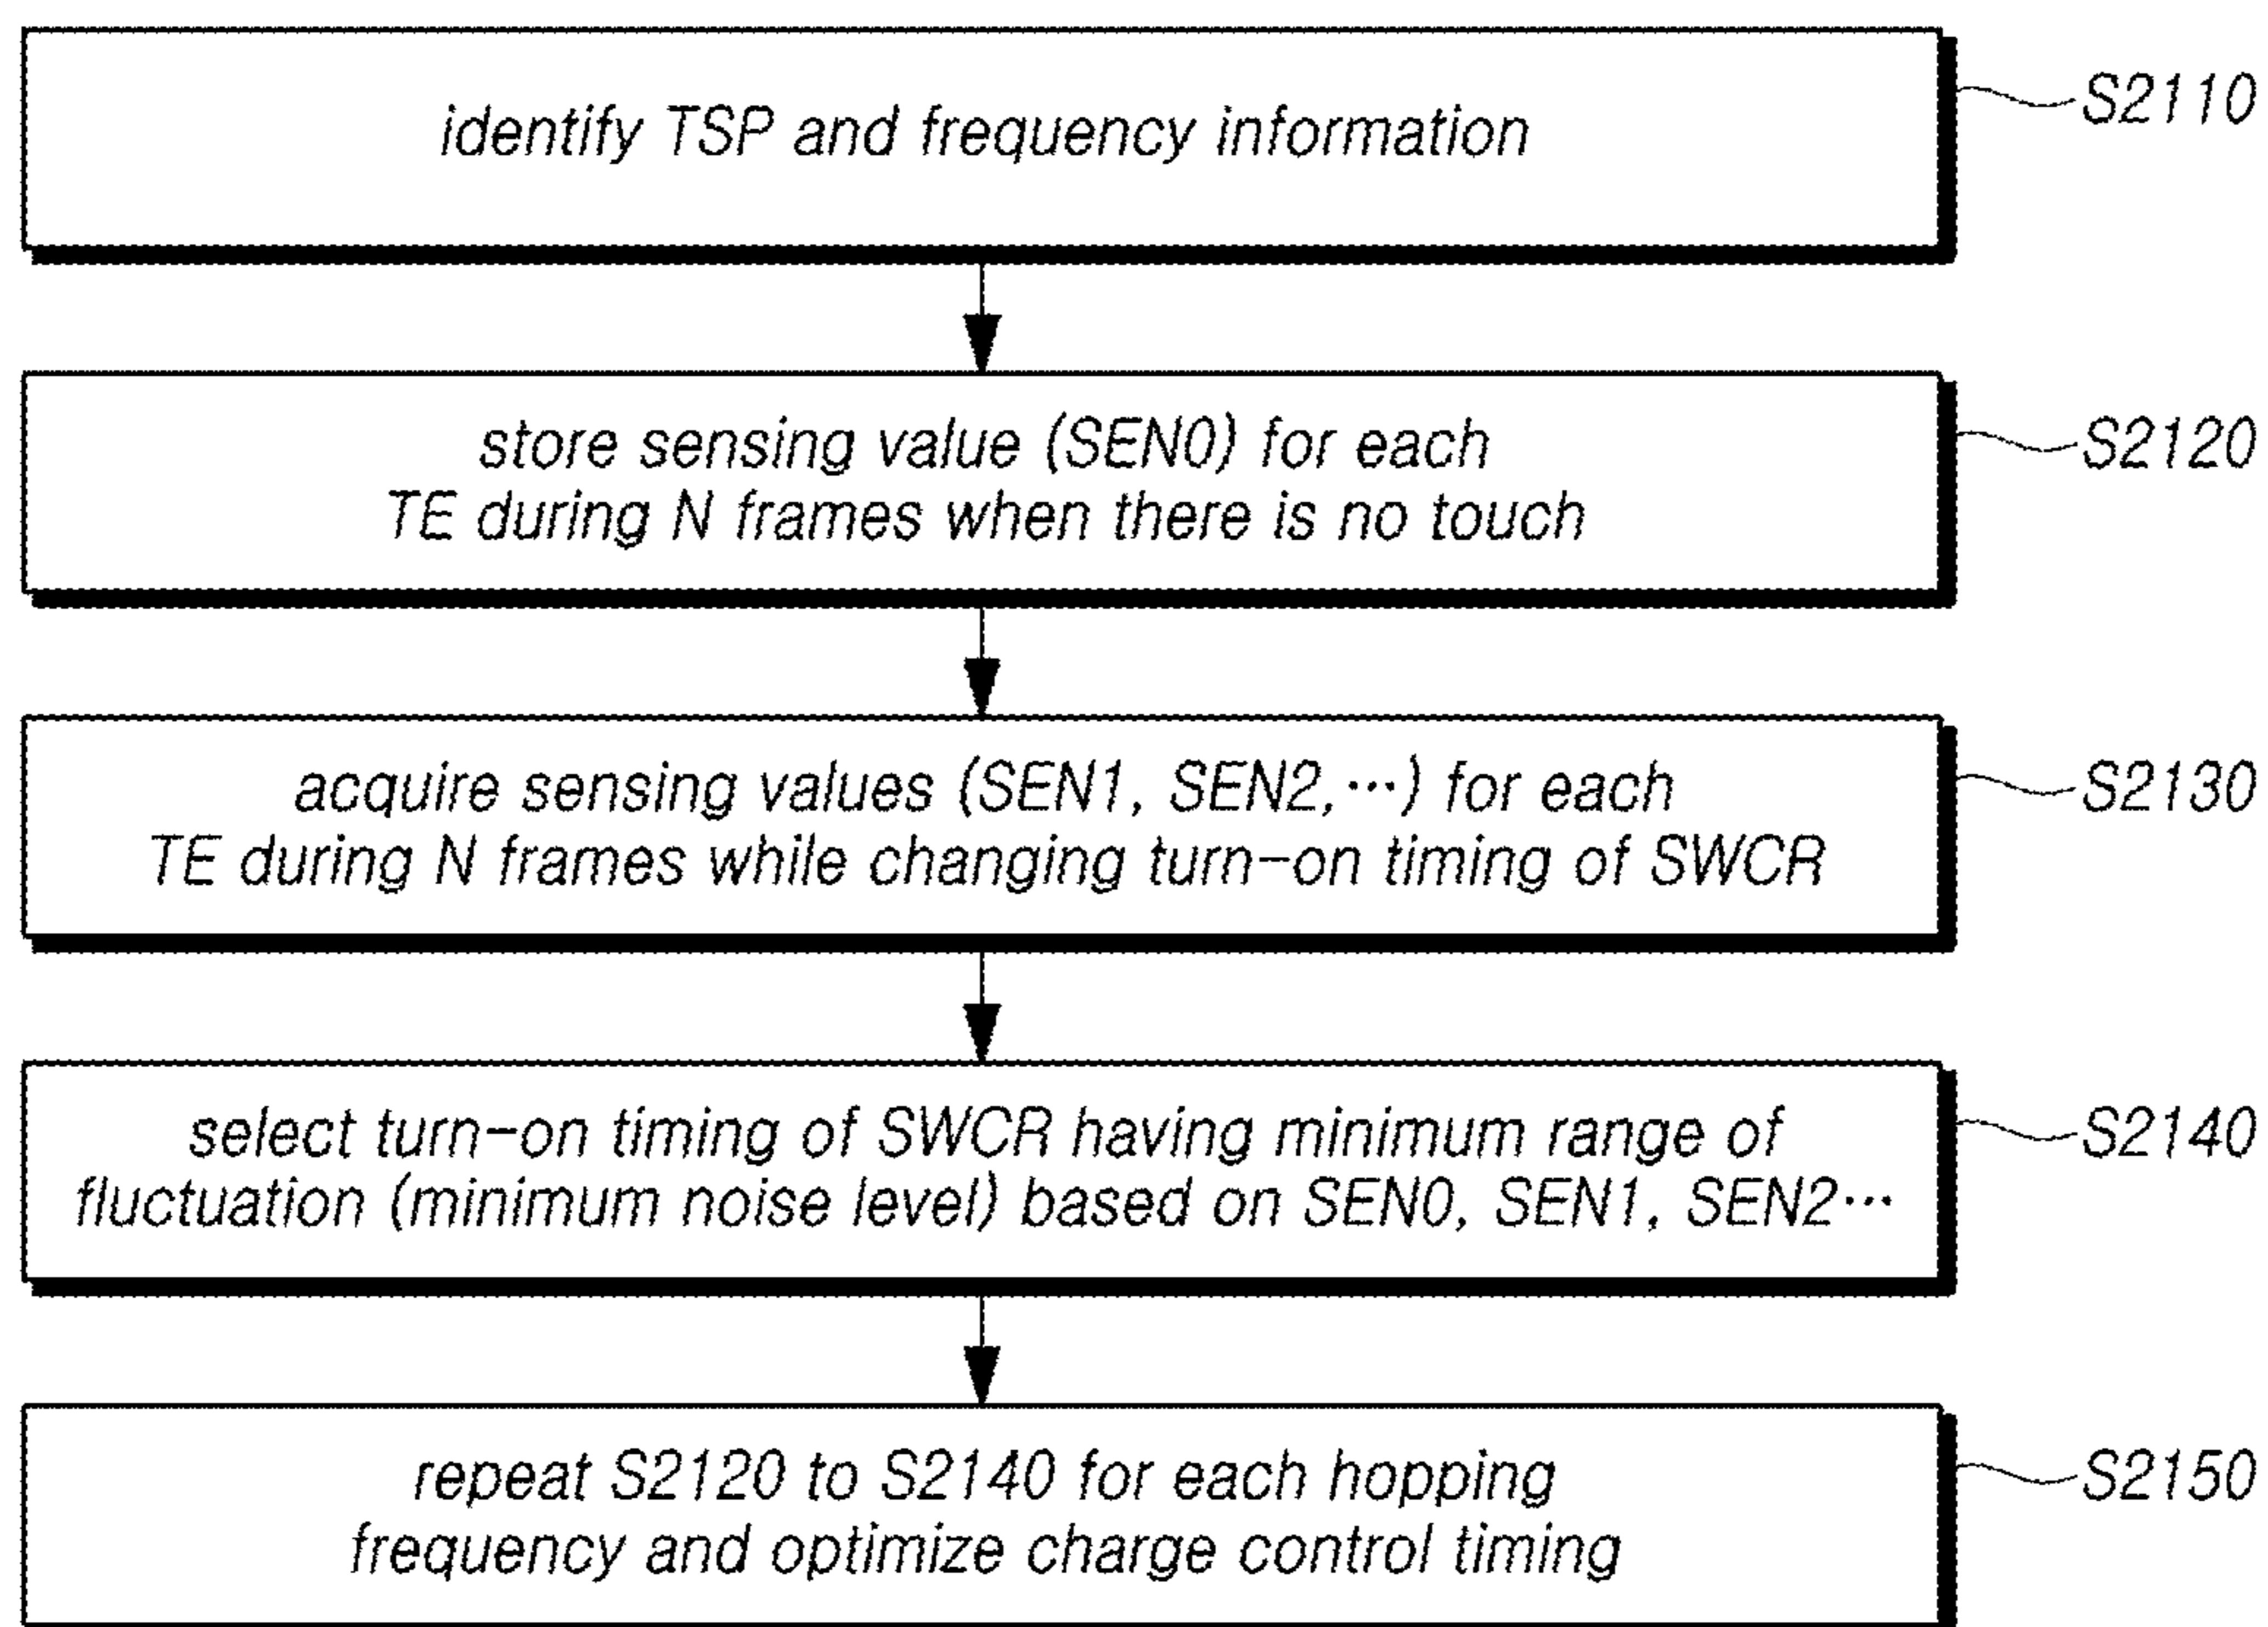 identify TSP and frequency information
S2110
store sensing value (SEN0) for each
TE during N frames when there is no touch
S2120
acquire sensing values (SEN1, SEN2,⋯) for each
TE during N frames while changing turn-on timing of SWCR
S2130
select turn-on timing of SWCR having minimum range of
fluctuation (minimum noise level) based on SEN0, SEN1, SEN2⋯
S2140
repeat S2120 to S2140 for each hopping
frequency and optimize charge control timing
S2150